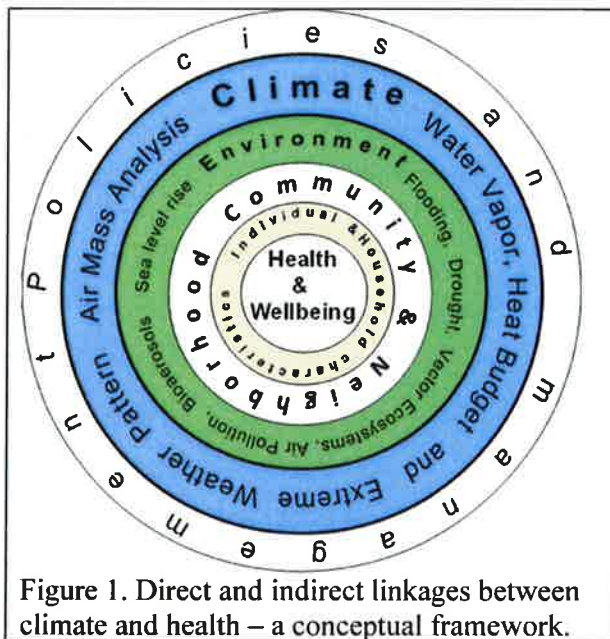 Policies and management
Climate
Water Vapor, Heat Budget and Extreme Weather Pattern
Air Mass Analysis
Environment
Flooding, Drought, Vector Ecosystems, Air Pollution, Bioaerosols
Sea level rise
Community & Neighborhood
Individual & Household characteristics
Health
&
Wellbeing
Figure 1. Direct and indirect linkages between
climate and health – a conceptual framework.